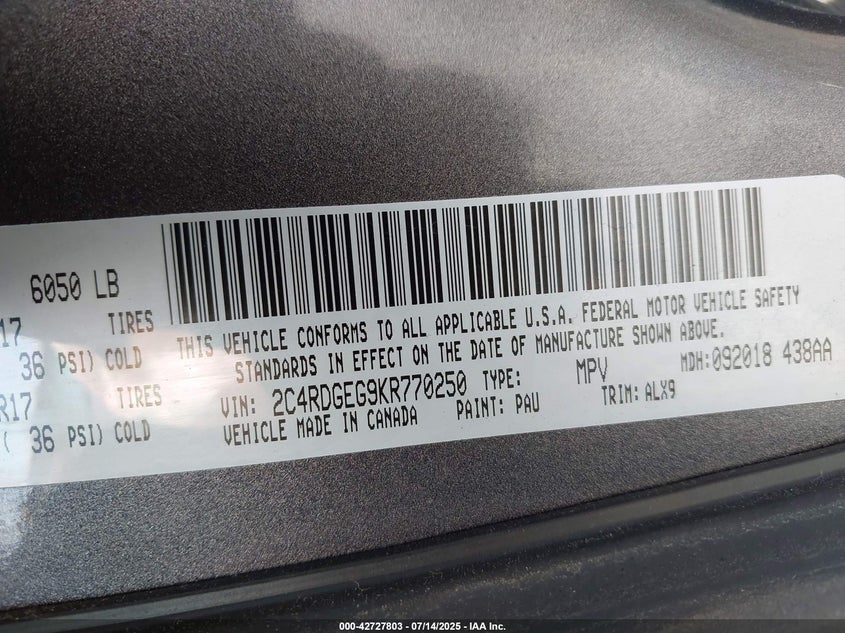 6050 LB
17 TIRES
36 PSI) COLD
R17 TIRES
( 36 PSI) COLD
THIS VEHICLE CONFORMS TO ALL APPLICABLE U.S.A. FEDERAL MOTOR VEHICLE SAFETY
STANDARDS IN EFFECT ON THE DATE OF MANUFACTURE SHOWN ABOVE.
VIN: 2C4RDGEG9KR770250 TYPE: MPV MDH:092018 438AA
VEHICLE MADE IN CANADA PAINT: PAU TRIM: ALX9
000-42727803 - 07/14/2025 - IAA Inc.